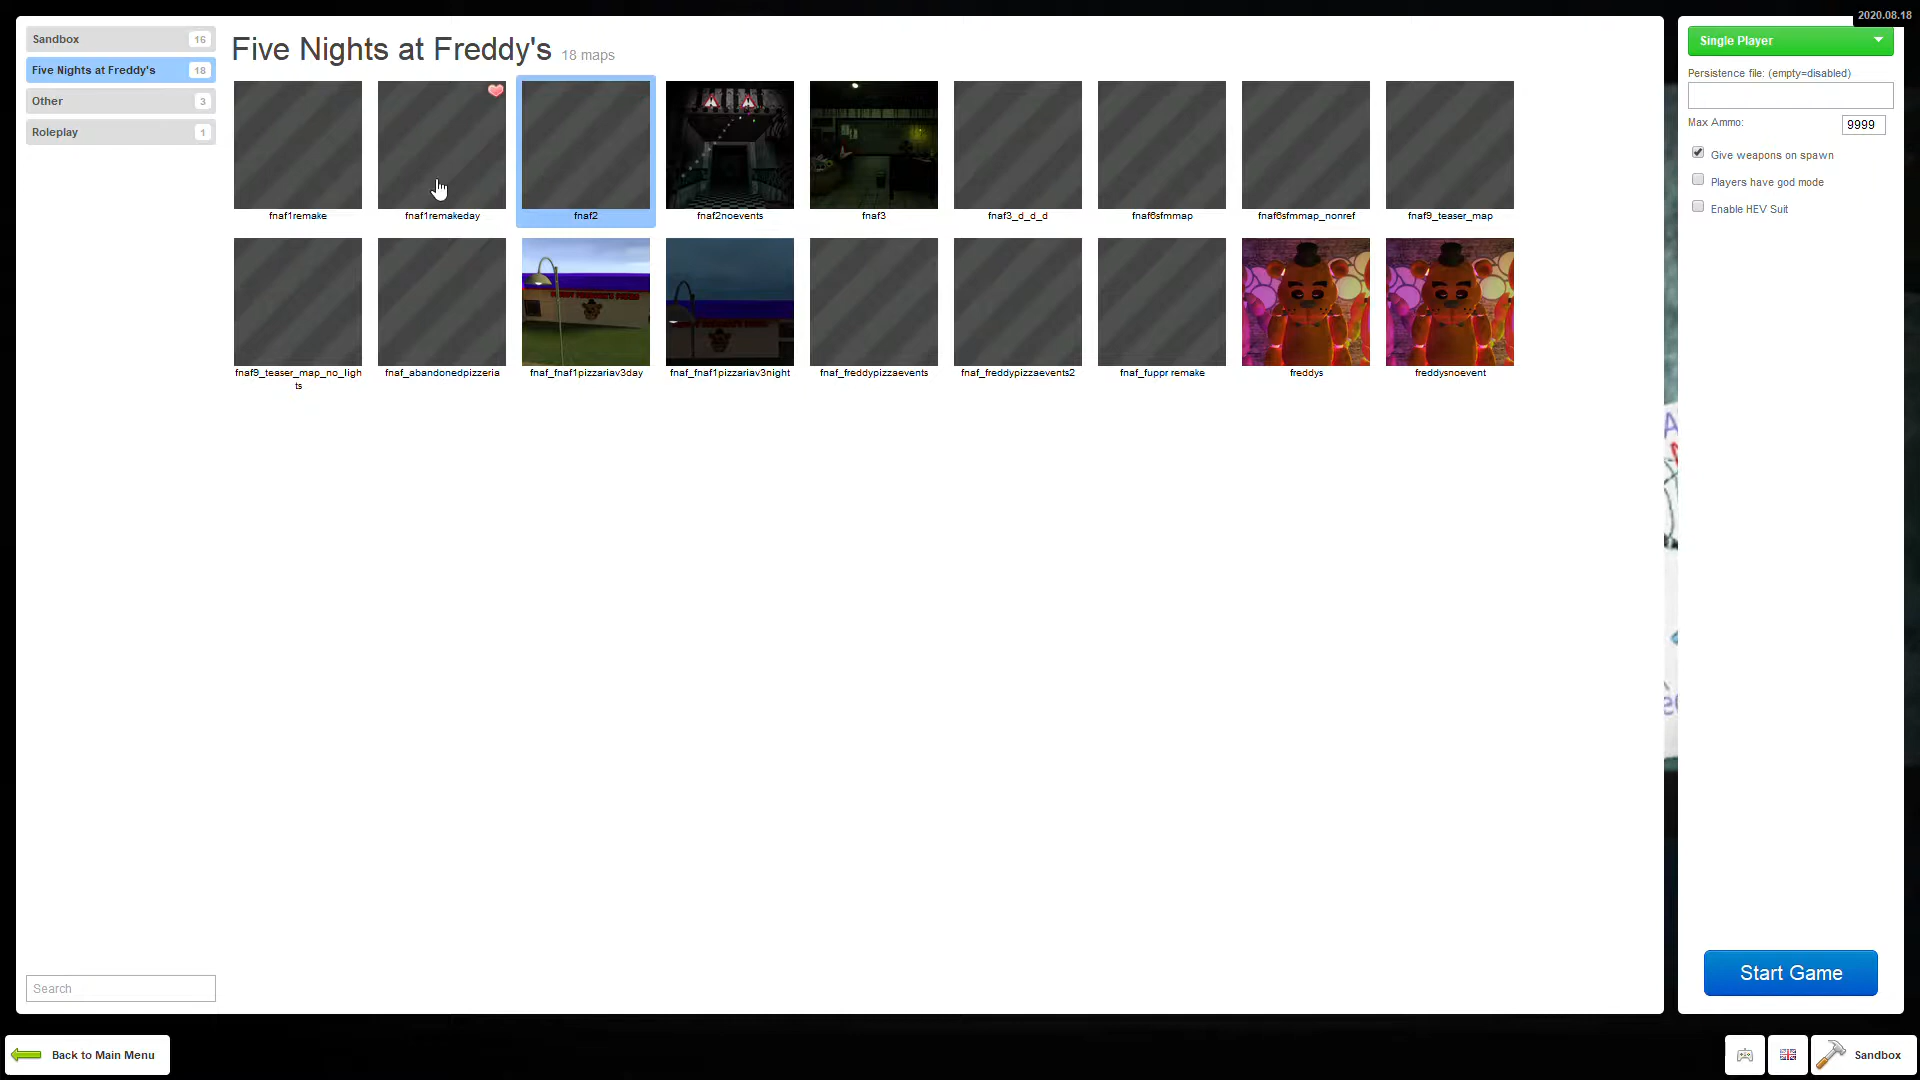 2020.08.18
Sandbox 16
Five Nights at Freddy's 18
Other 3
Roleplay 1
Five Nights at Freddy's 18 maps
fnaf1remake
fnaf1remakeday
fnaf2
fnaf2noevents
fnaf3
fnaf3_d_d_d
fnaf6sfmmap
fnaf6sfmmap_nonref
fnaf9_teaser_map
fnaf9_teaser_map_no_ligh
ts
fnaf_abandonedpizzeria
fnaf_fnaf1pizzariav3day
fnaf_fnaf1pizzariav3night
fnaf_freddypizzaevents
fnaf_freddypizzaevents2
fnaf_fuppr remake
freddys
freddysnoevent
Single Player
Persistence file: (empty=disabled)
Max Ammo: 9999
Give weapons on spawn
Players have god mode
Enable HEV Suit
Start Game
Search
Back to Main Menu
Sandbox